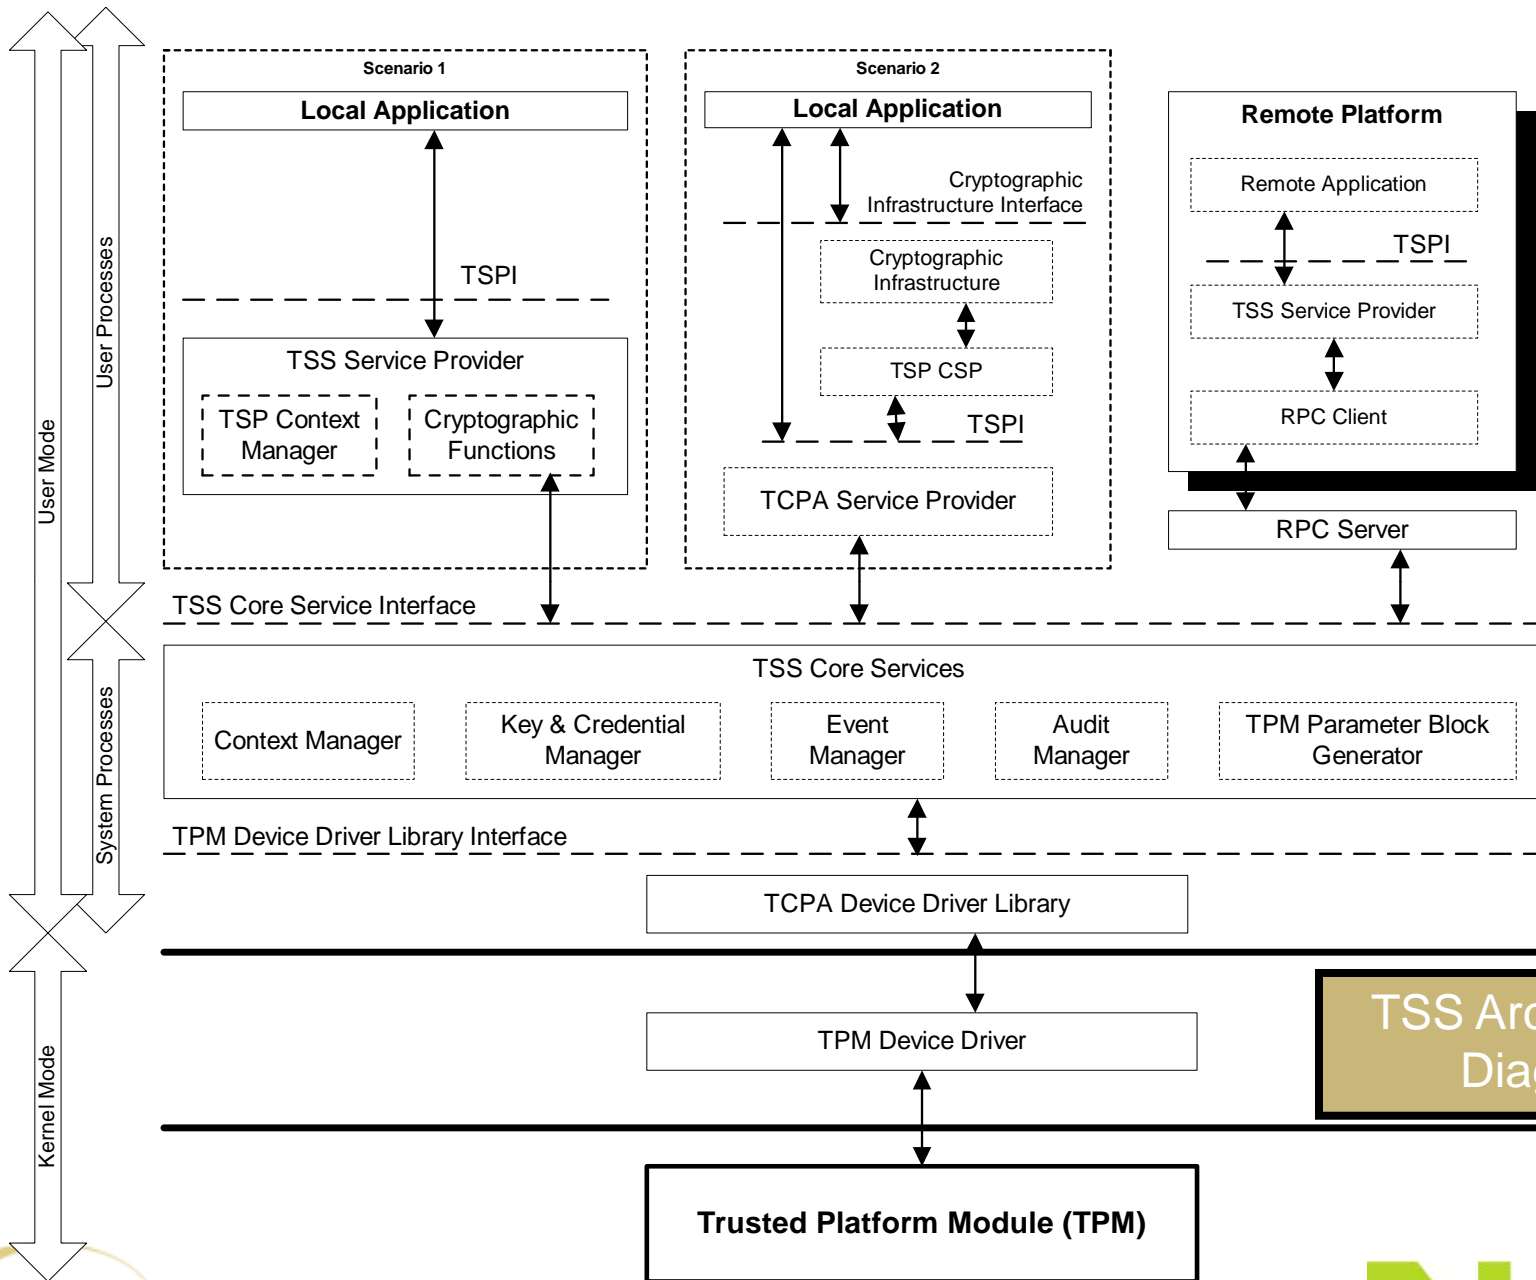 Scenario 1
Local Application
TSPI
TSS Service Provider
TSP Context
Manager
Cryptographic
Functions
Scenario 2
Local Application
Cryptographic
Infrastructure Interface
Cryptographic
Infrastructure
TSP CSP
TSPI
TCPA Service Provider
Remote Platform
Remote Application
TSPI
TSS Service Provider
RPC Client
RPC Server
User Processes
User Mode
TSS Core Service Interface
TSS Core Services
Context Manager
Key & Credential
Manager
Event
Manager
Audit
Manager
TPM Parameter Block
Generator
System Processes
TPM Device Driver Library Interface
TCPA Device Driver Library
TPM Device Driver
Kernel Mode
TSS Arc
Diag
Trusted Platform Module (TPM)